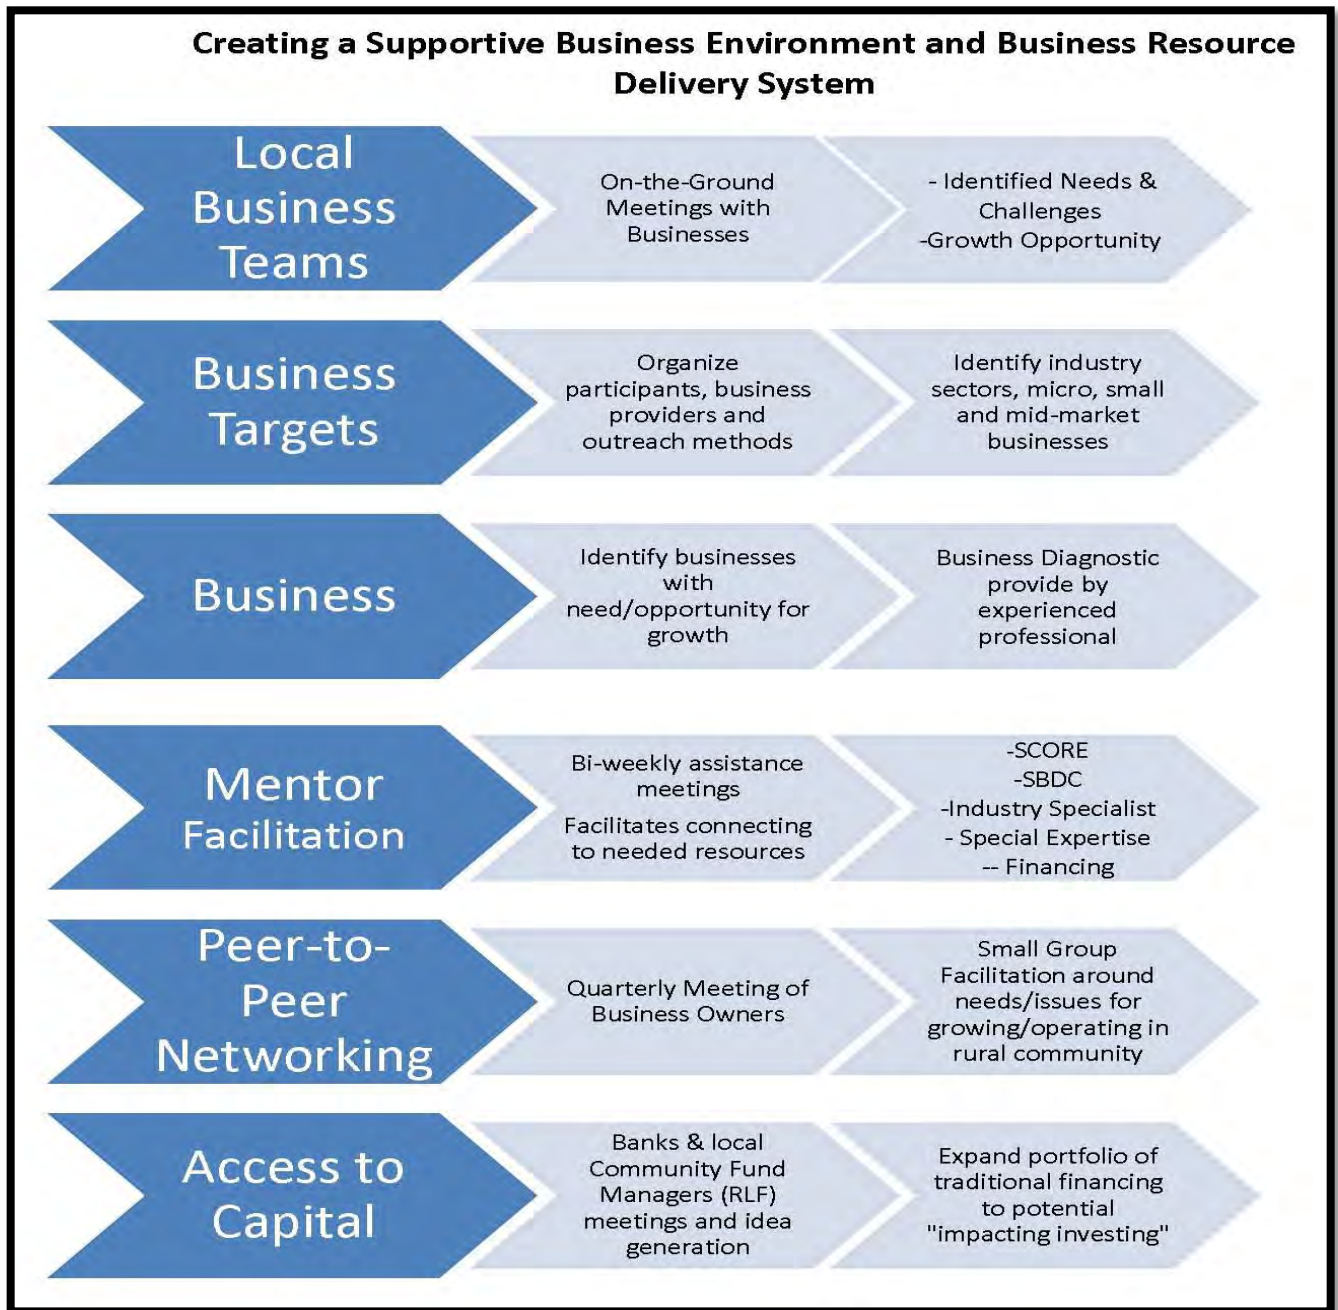 Creating a Supportive Business Environment and Business Resource
Delivery System
Local
Business
Teams
On-the-Ground
Meetings with
Businesses
- Identified Needs &
Challenges
-Growth Opportunity
Business
Targets
Organize
participants, business
providers and
outreach methods
Identify industry
sectors, micro, small
and mid-market
businesses
Business
Identify businesses
with
need/opportunity for
growth
Business Diagnostic
provide by
experienced
professional
Mentor
Facilitation
Bi-weekly assistance
meetings
Facilitates connecting
to needed resources
-SCORE
-SBDC
-Industry Specialist
- Special Expertise
-- Financing
Peer-to-
Peer
Networking
Quarterly Meeting of
Business Owners
Small Group
Facilitation around
needs/issues for
growing/operating in
rural community
Access to
Capital
Banks & local
Community Fund
Managers (RLF)
meetings and idea
generation
Expand portfolio of
traditional financing
to potential
"impacting investing"